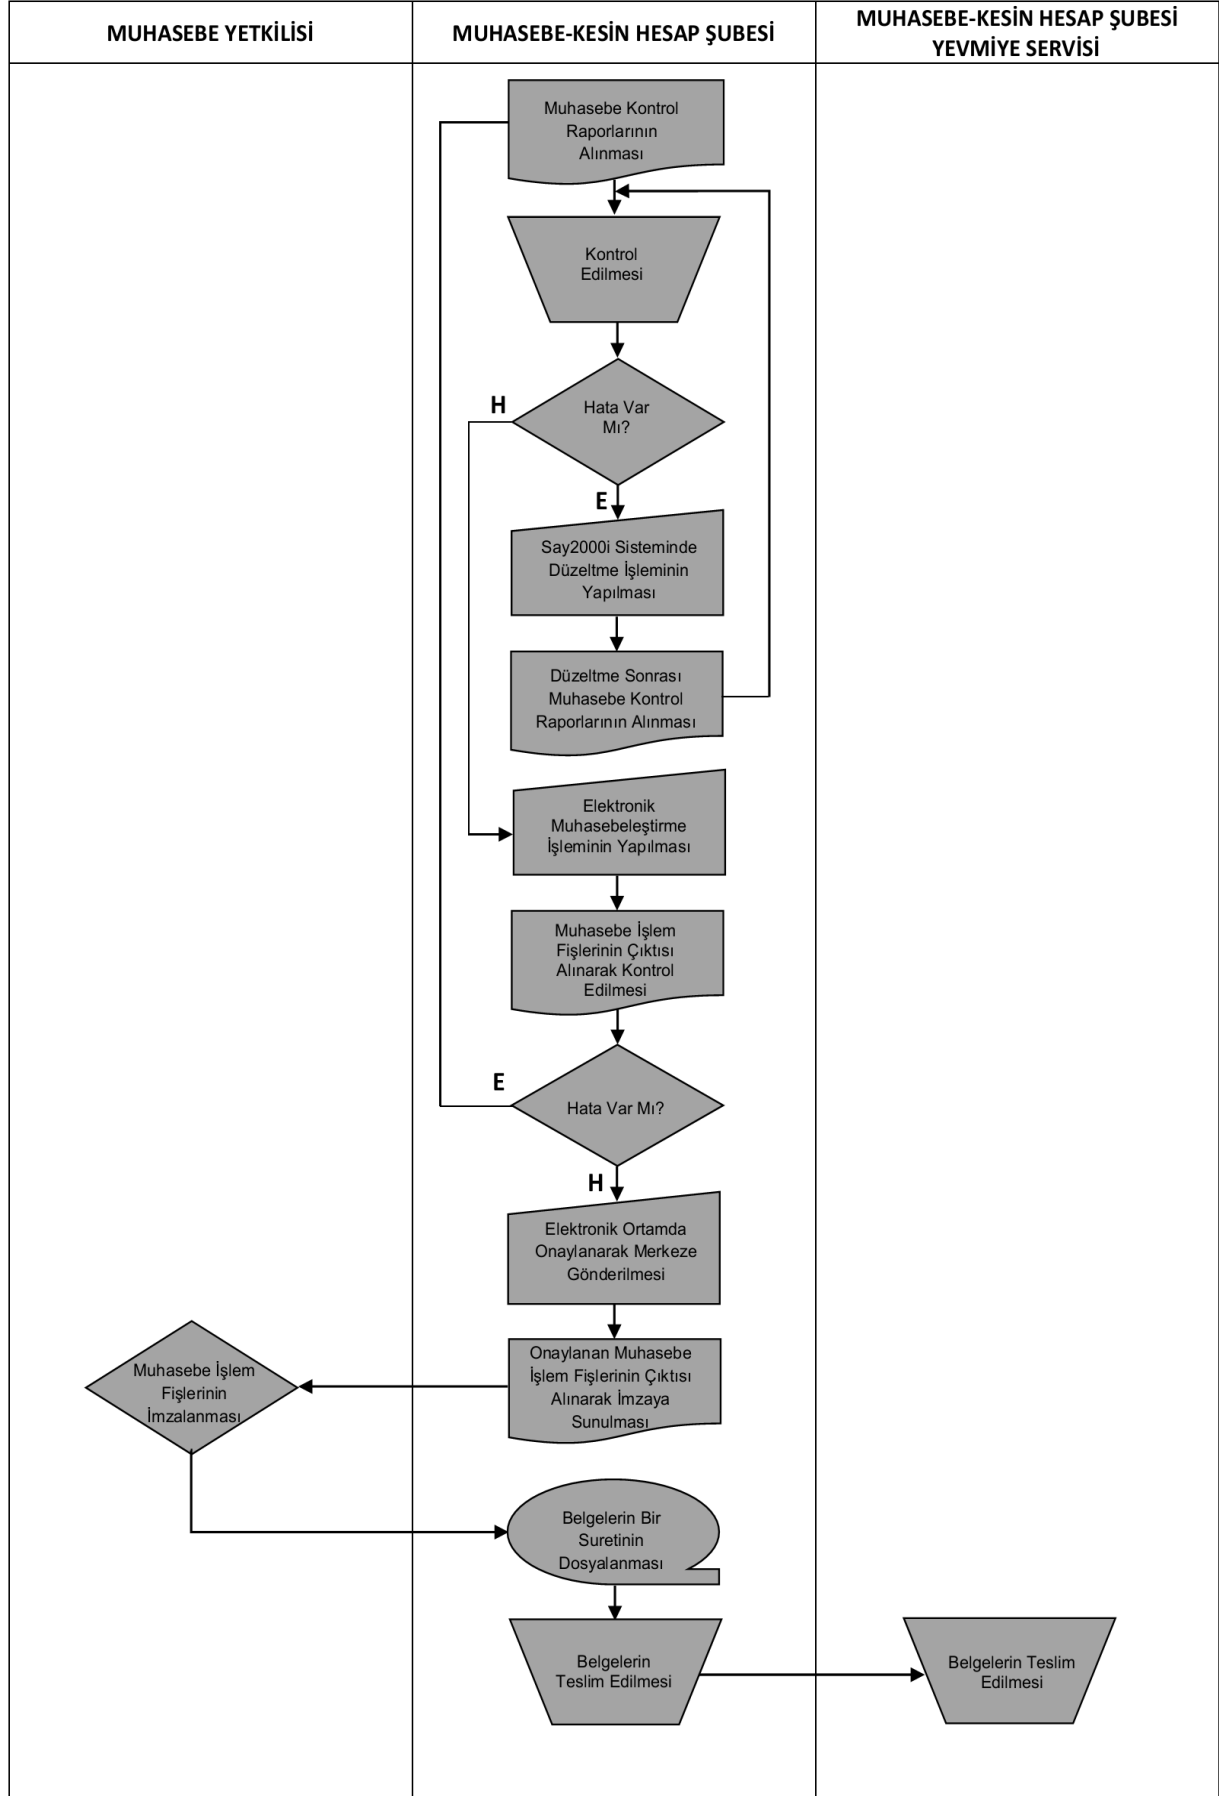 MUHASEBE YETKİLİSİ
MUHASEBE-KESİN HESAP ŞUBESİ
MUHASEBE-KESİN HESAP ŞUBESİ
YEVMİYE SERVİSİ
Muhasebe Kontrol
Raporlarının
Alınması
Kontrol
Edilmesi
H
Hata Var
Mı?
E
Say2000i Sisteminde
Düzeltme İşleminin
Yapılması
Düzeltme Sonrası
Muhasebe Kontrol
Raporlarının Alınması
Elektronik
Muhasebeleştirme
İşleminin Yapılması
Muhasebe İşlem
Fişlerinin Çıktısı
Alınarak Kontrol
Edilmesi
E
Hata Var Mı?
H
Elektronik Ortamda
Onaylanarak Merkeze
Gönderilmesi
Onaylanan Muhasebe
İşlem Fişlerinin Çıktısı
Alınarak İmzaya
Sunulması
Muhasebe İşlem
Fişlerinin
İmzalanması
Belgelerin Bir
Suretinin
Dosyalanması
Belgelerin
Teslim Edilmesi
Belgelerin Teslim
Edilmesi